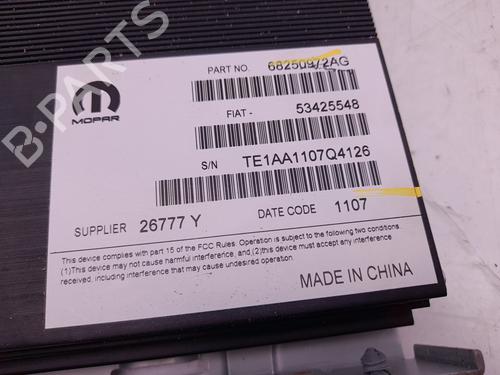 B-PARTS
MOPAR
PART NO. 68250972AG
FIAT - 53425548
S/N TE1AA1107Q4126
SUPPLIER 26777 Y DATE CODE 1107
This device complies with part 15 of the FCC Rules. Operation is subject to the following two conditions:
(1)This device may not cause harmful interference, and,(2)this device must accept any interference
received, including interference that may cause undesired operation.
MADE IN CHINA